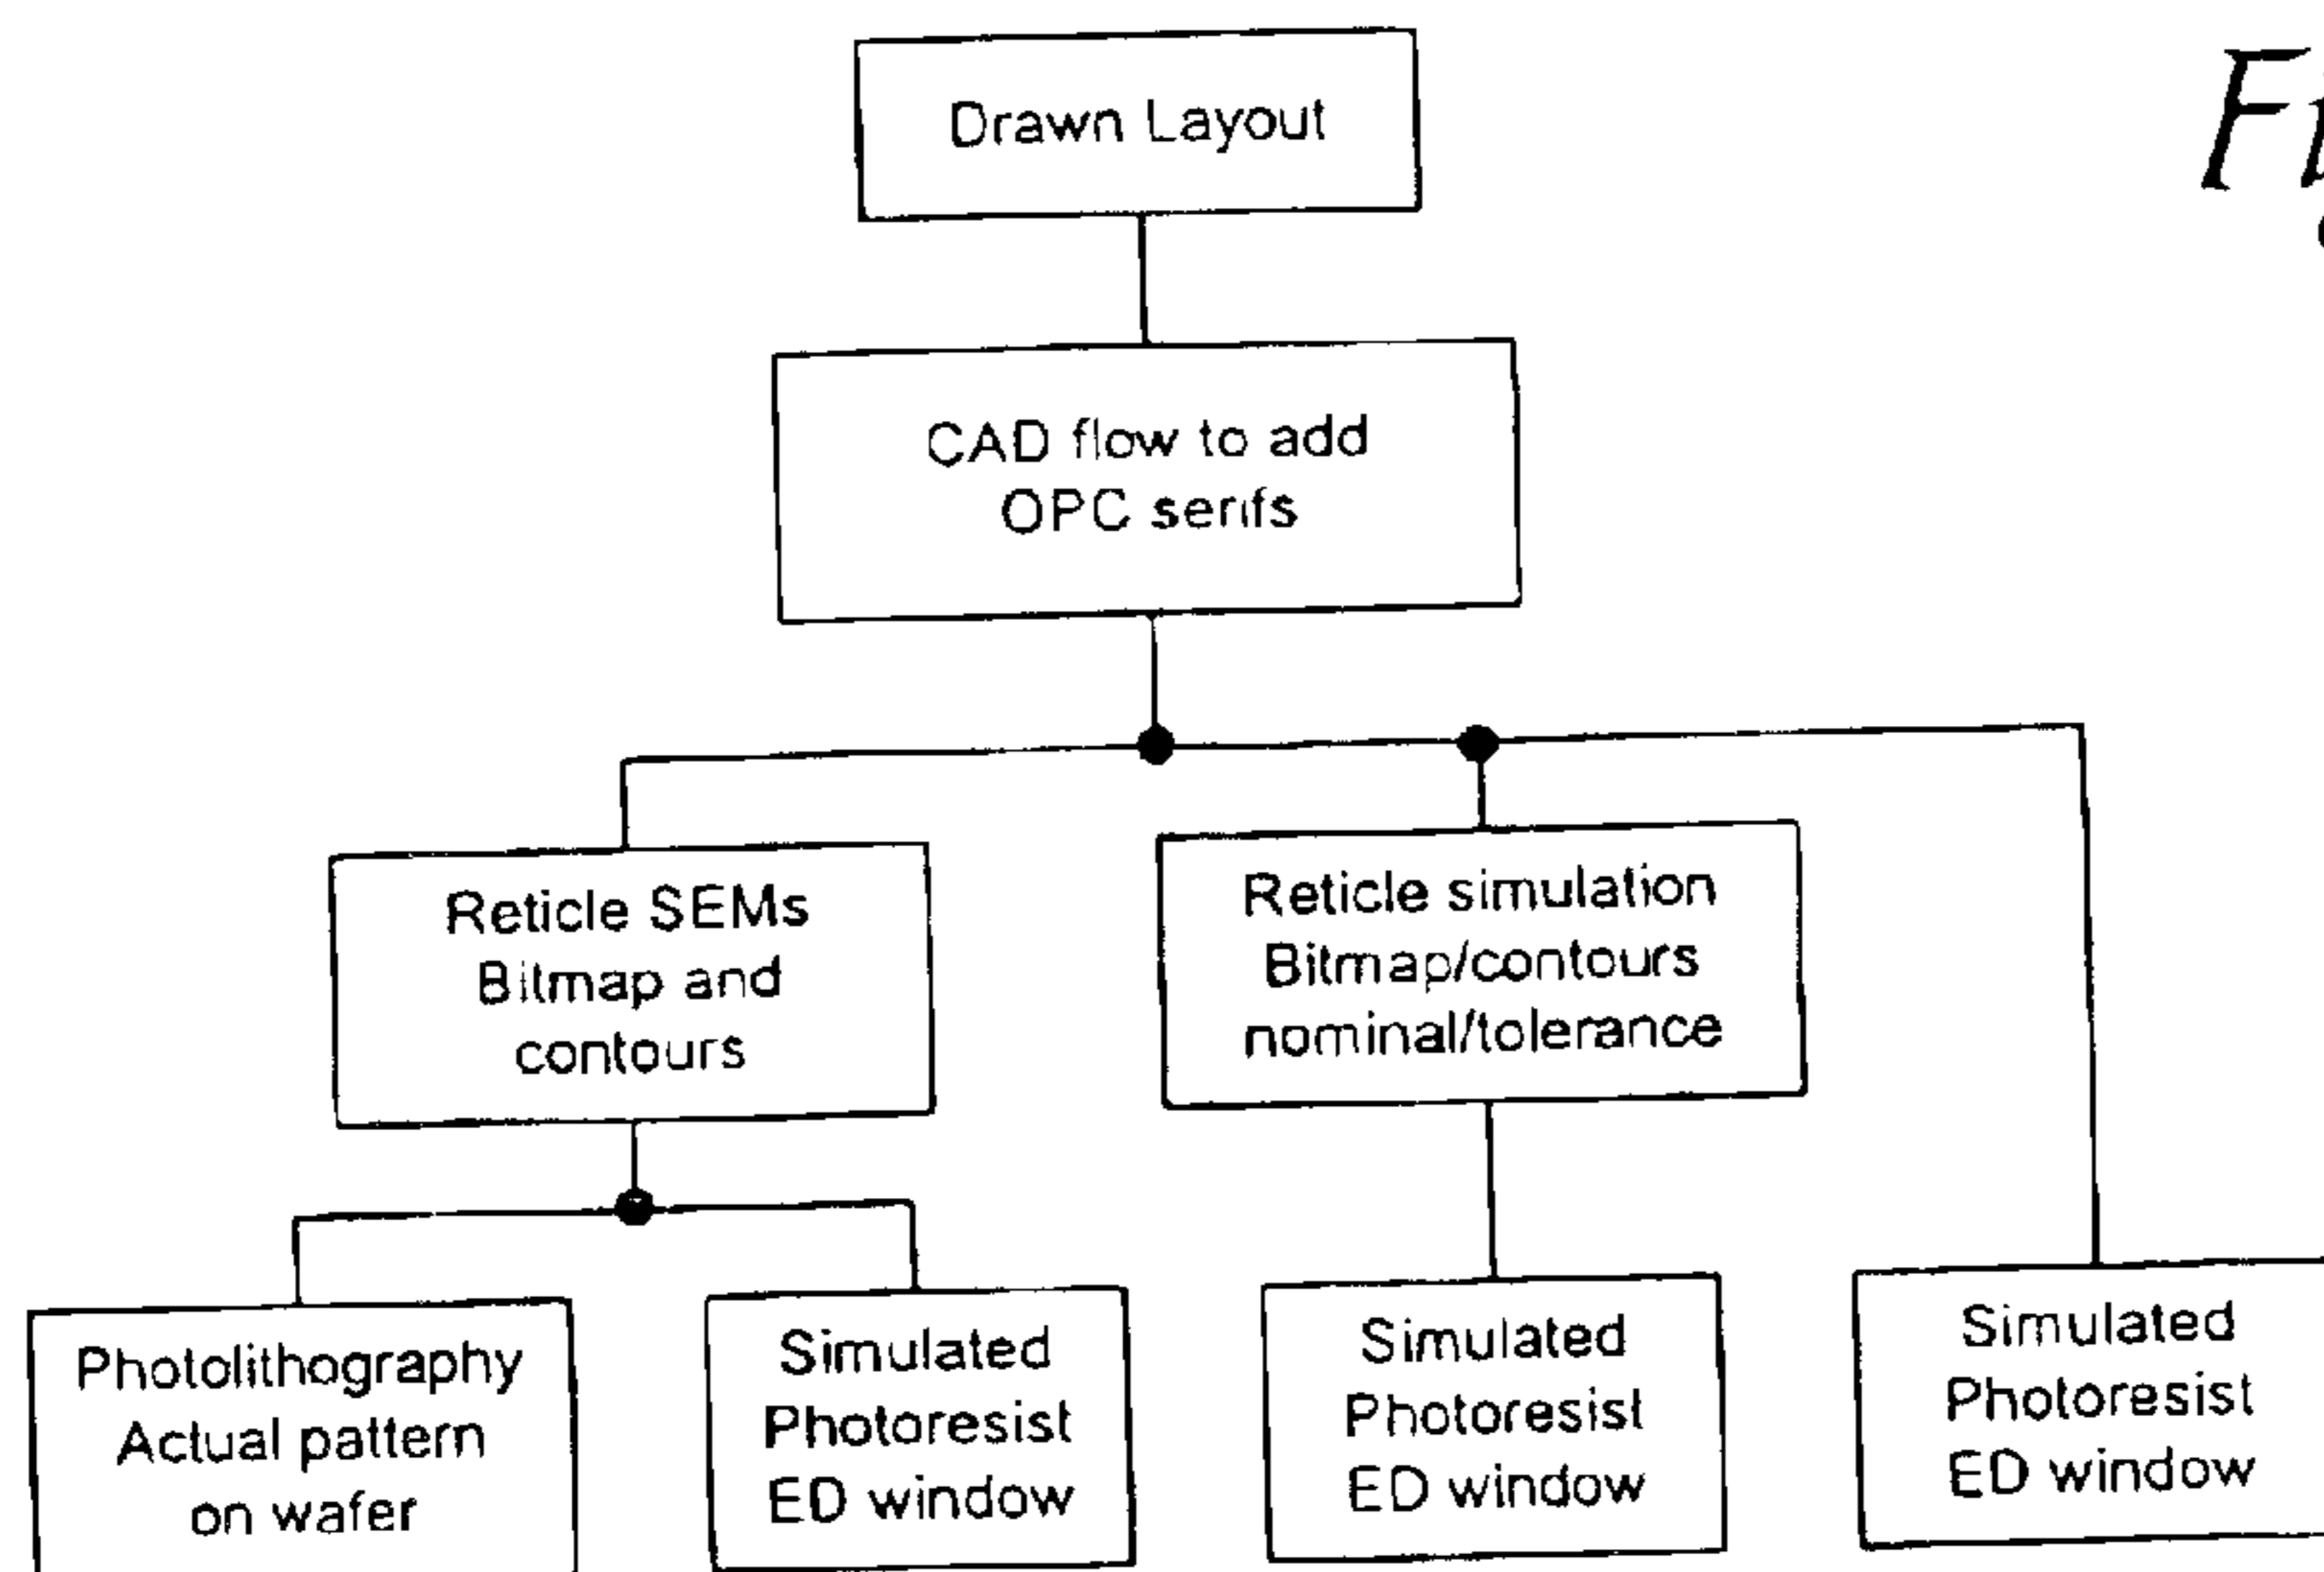 Drawn Layout
CAD flow to add
OPC serifs
Reticle SEMs
Bitmap and
contours
Reticle simulation
Bitmap/contours
nominal/tolerance
Photolithography
Actual pattern
on wafer
Simulated
Photoresist
ED window
Simulated
Photoresist
ED window
Simulated
Photoresist
ED window